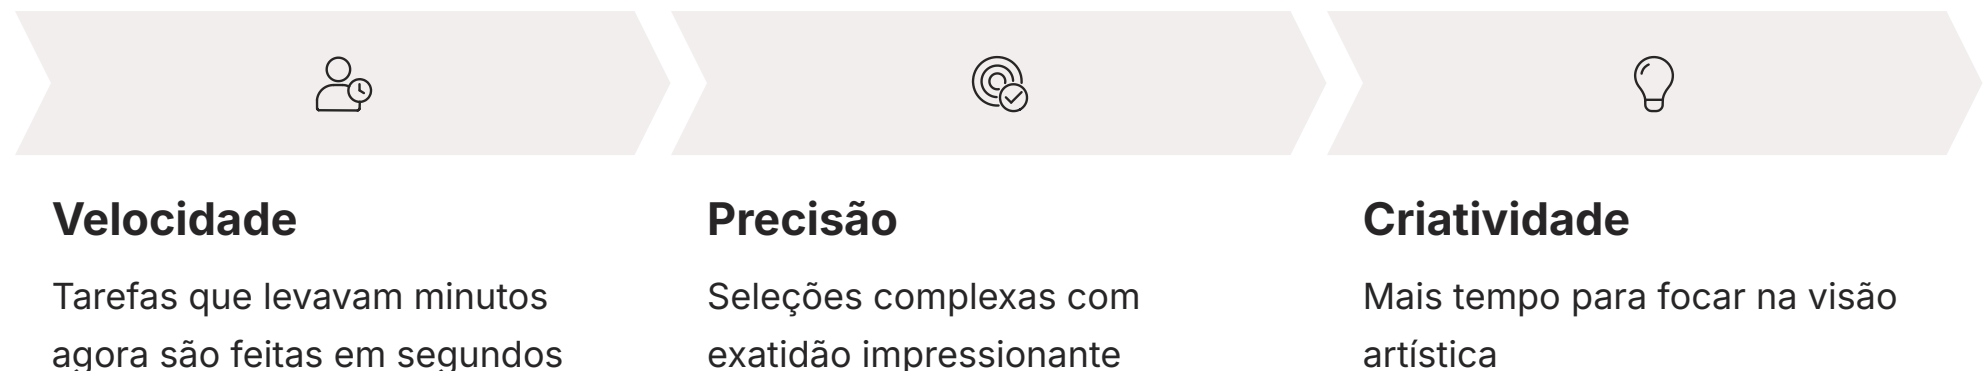 Velocidade
Tarefas que levavam minutos
agora são feitas em segundos
Precisão
Seleções complexas com
exatidão impressionante
Criatividade
Mais tempo para focar na visão
artística